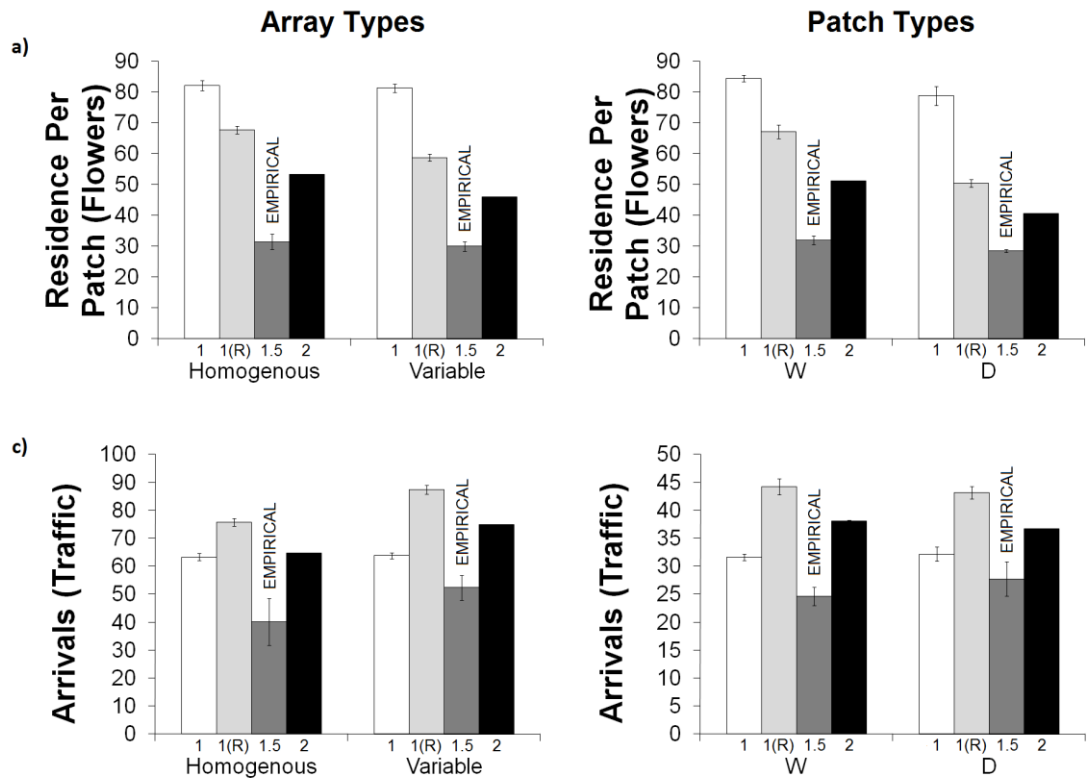 Array Types
Patch Types
a)
Residence Per
Patch (Flowers)
90
80
70
60
50
40
30
20
10
0
EMPIRICAL
EMPIRICAL
1 1(R) 1.5 2
1 1(R) 1.5 2
Homogenous
Variable
Residence Per
Patch (Flowers)
90
80
70
60
50
40
30
20
10
0
EMPIRICAL
EMPIRICAL
1 1(R) 1.5 2
1 1(R) 1.5 2
W
D
c)
Arrivals (Traffic)
100
90
80
70
60
50
40
30
20
10
0
EMPIRICAL
EMPIRICAL
1 1(R) 1.5 2
1 1(R) 1.5 2
Homogenous
Variable
Arrivals (Traffic)
50
45
40
35
30
25
20
15
10
5
0
EMPIRICAL
EMPIRICAL
1 1(R) 1.5 2
1 1(R) 1.5 2
W
D